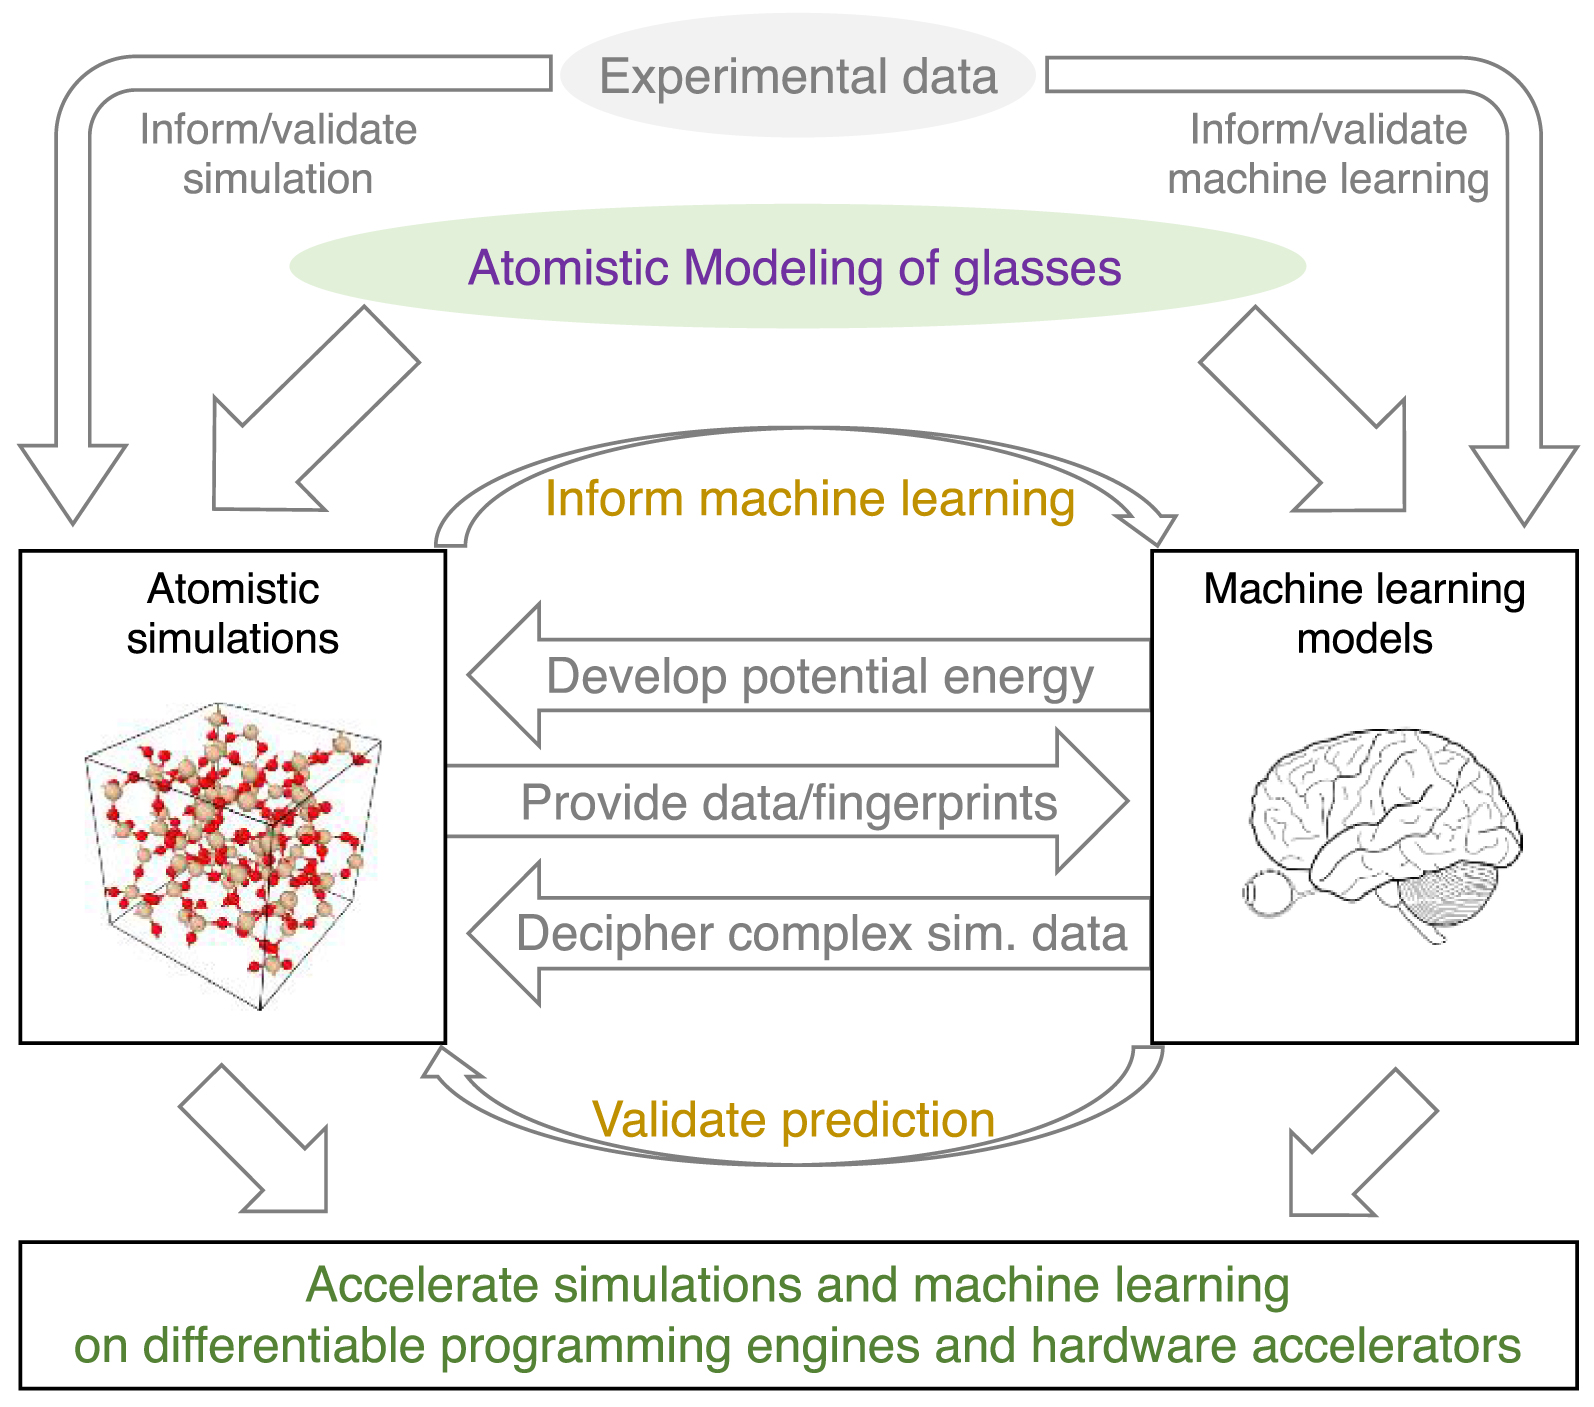 Experimental data
Inform/validate
simulation
Inform/validate
machine learning
Atomistic Modeling of glasses
Inform machine learning
Atomistic
simulations
Machine learning
models
Develop potential energy
Provide data/fingerprints
Decipher complex sim. data
Validate prediction
Accelerate simulations and machine learning
on differentiable programming engines and hardware accelerators